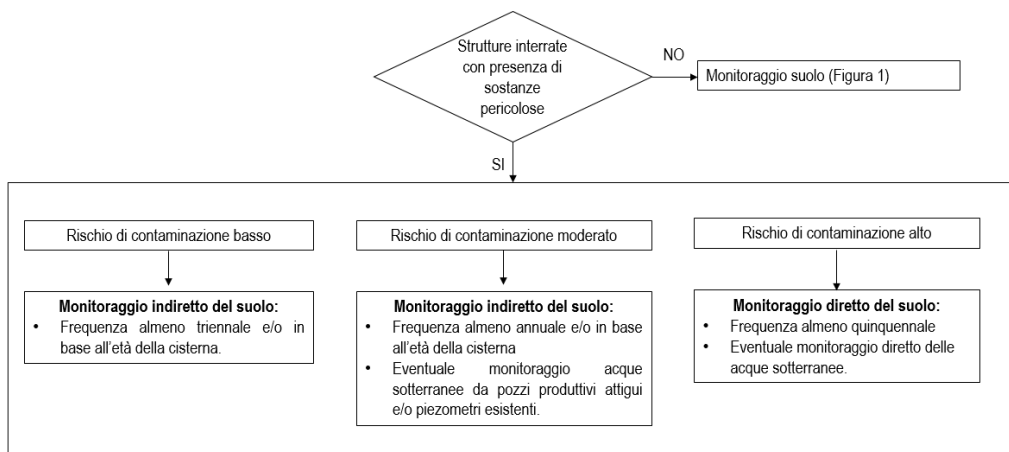 Strutture interrate
con presenza di
sostanze
pericolose
NO
Monitoraggio suolo (Figura 1)
SI
Rischio di contaminazione basso
Monitoraggio indiretto del suolo:
• Frequenza almeno triennale e/o in
base all'età della cisterna.
Rischio di contaminazione moderato
Monitoraggio indiretto del suolo:
• Frequenza almeno annuale e/o in base
all'età della cisterna
• Eventuale monitoraggio acque
sotterranee da pozzi produttivi attigui
e/o piezometri esistenti.
Rischio di contaminazione alto
Monitoraggio diretto del suolo:
• Frequenza almeno quinquennale
• Eventuale monitoraggio diretto delle
acque sotterranee.